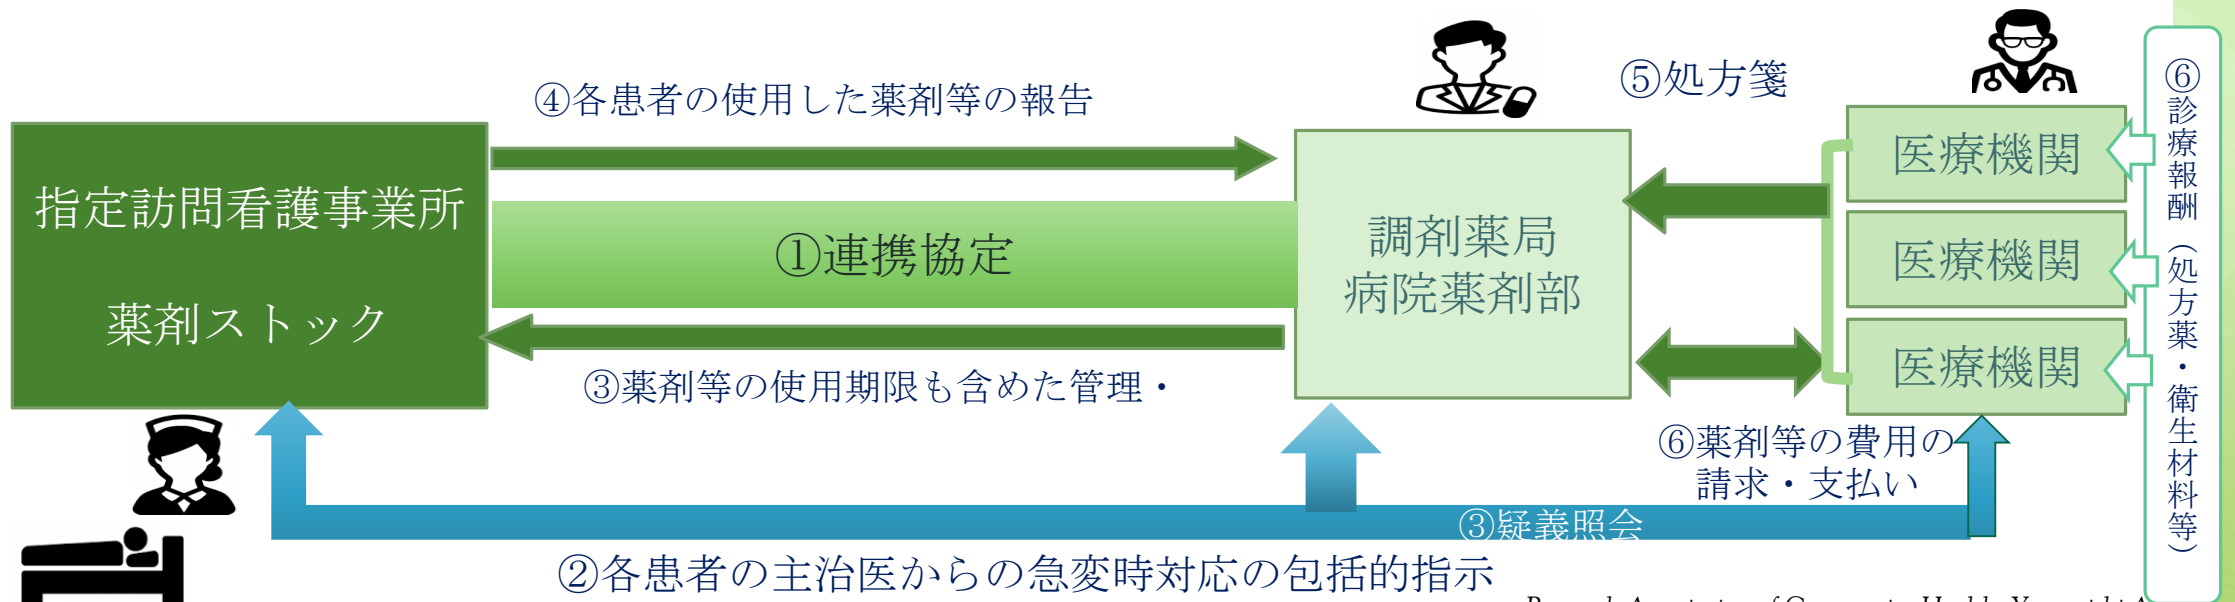 ④各患者の使用した薬剤等の報告
⑤処方箋
指定訪問看護事業所
薬剤ストック
①連携協定
調剤薬局
病院薬剤部
医療機関
医療機関
医療機関
⑥診療報酬（処方薬・衛生材料等）
③薬剤等の使用期限も含めた管理・
⑥薬剤等の費用の
請求・支払い
③疑義照会
②各患者の主治医からの急変時対応の包括的指示